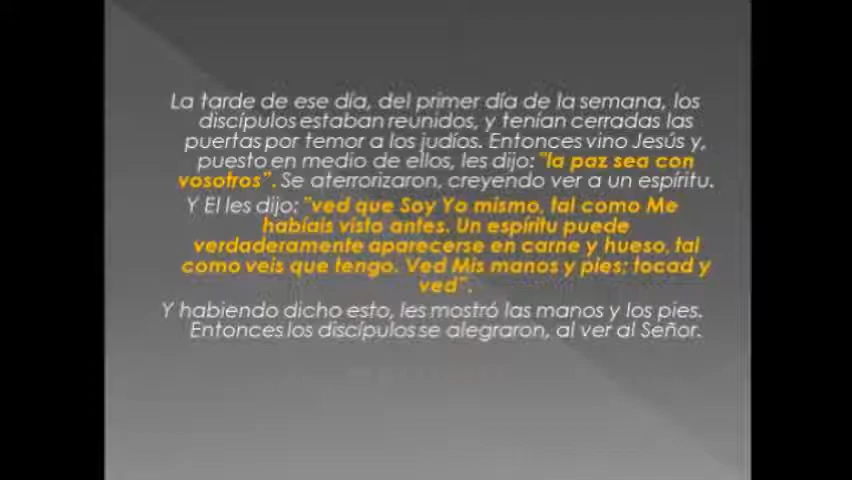 La tarde de ese día, del primer día de la semana, los
discípulos estaban reunidos, y tenían cerradas las
puertas por temor a los judíos. Entonces vino Jesús y,
puesto en medio de ellos, les dijo: "la paz sea con
vosotros". Se aterrorizaron, creyendo ver a un espíritu.
Y El les dijo: "ved que Soy Yo mismo, tal como Me
habíais visto antes. Un espíritu puede
verdaderamente aparecerse en carne y hueso, tal
como veis que tengo. Ved Mis manos y pies; tocad y
ved".
Y habiendo dicho esto, les mostró las manos y los pies.
Entonces los discípulos se alegraron, al ver al Señor.